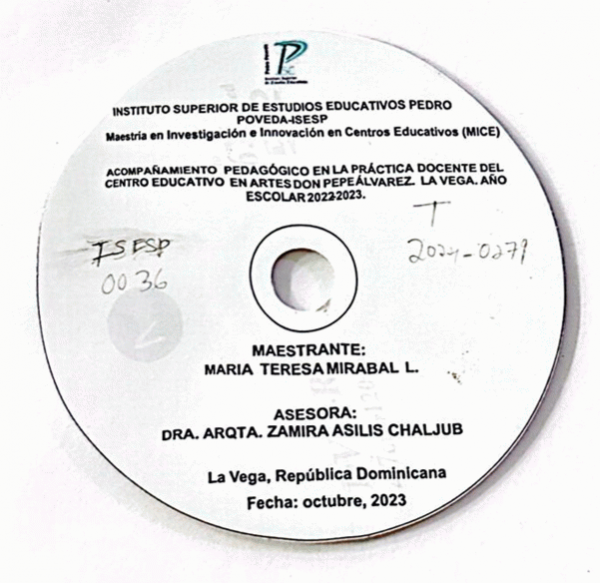 INSTITUTO SUPERIOR DE ESTUDIOS EDUCATIVOS PEDRO
POVEDA-ISESP
Maestría en Investigación e Innovación en Centros Educativos (MICE)
ACOMPAÑAMIENTO PEDAGÓGICO EN LA PRÁCTICA DOCENTE DEL
CENTRO EDUCATIVO EN ARTES DON PEPE ÁLVAREZ. LA VEGA. AÑO
ESCOLAR 2022-2023.
T
ISESP
0036
2024-0279
MAESTRANTE:
MARIA TERESA MIRABAL L.
ASESORA:
DRA. ARQTA. ZAMIRA ASILIS CHALJUB
La Vega, República Dominicana
Fecha: octubre, 2023